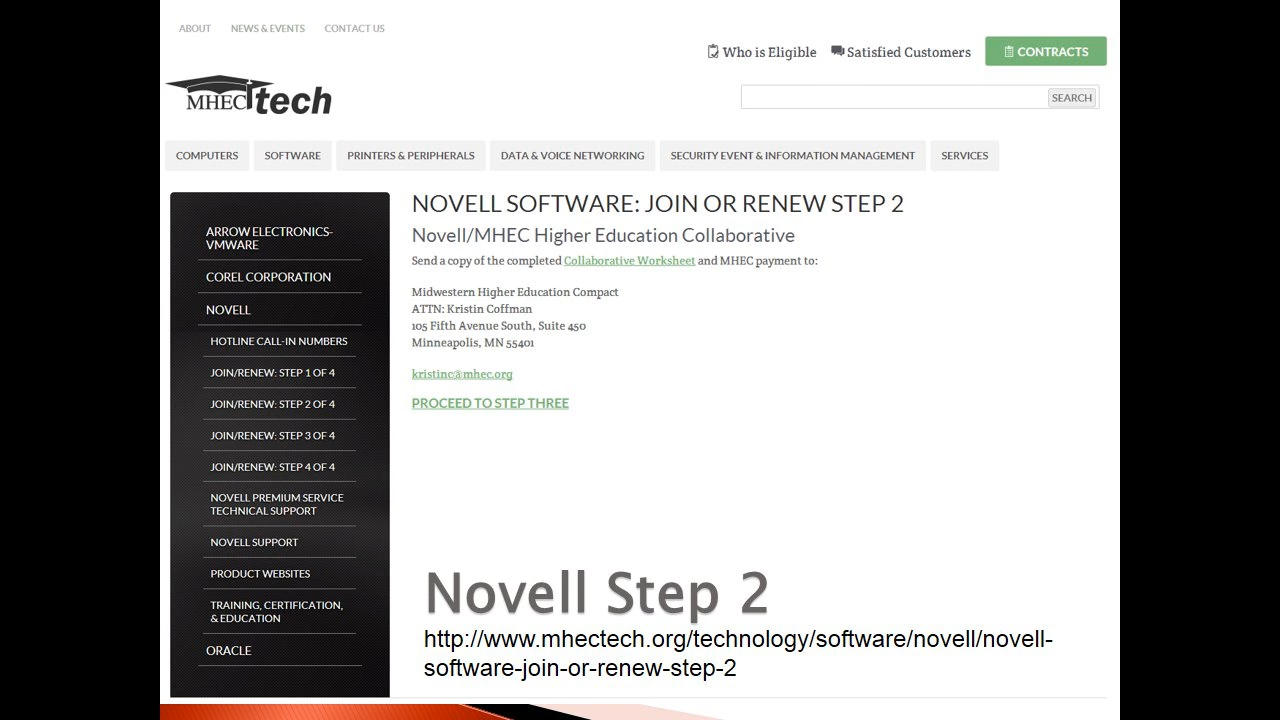 ABOUT NEWS & EVENTS CONTACT US
Who is Eligible Satisfied Customers CONTRACTS
MHEC tech
SEARCH
COMPUTERS SOFTWARE PRINTERS & PERIPHERALS DATA & VOICE NETWORKING SECURITY EVENT & INFORMATION MANAGEMENT SERVICES
ARROW ELECTRONICS-
VMWARE
COREL CORPORATION
NOVELL
HOTLINE CALL-IN NUMBERS
JOIN/RENEW: STEP 1 OF 4
JOIN/RENEW: STEP 2 OF 4
JOIN/RENEW: STEP 3 OF 4
JOIN/RENEW: STEP 4 OF 4
NOVELL PREMIUM SERVICE
TECHNICAL SUPPORT
NOVELL SUPPORT
PRODUCT WEBSITES
TRAINING, CERTIFICATION,
& EDUCATION
ORACLE
NOVELL SOFTWARE: JOIN OR RENEW STEP 2
Novell/MHEC Higher Education Collaborative
Send a copy of the completed Collaborative Worksheet and MHEC payment to:
Midwestern Higher Education Compact
ATTN: Kristin Coffman
105 Fifth Avenue South, Suite 450
Minneapolis, MN 55401
kristinc@mhec.org
PROCEED TO STEP THREE
Novell Step 2
http://www.mhectech.org/technology/software/novell/novell-
software-join-or-renew-step-2